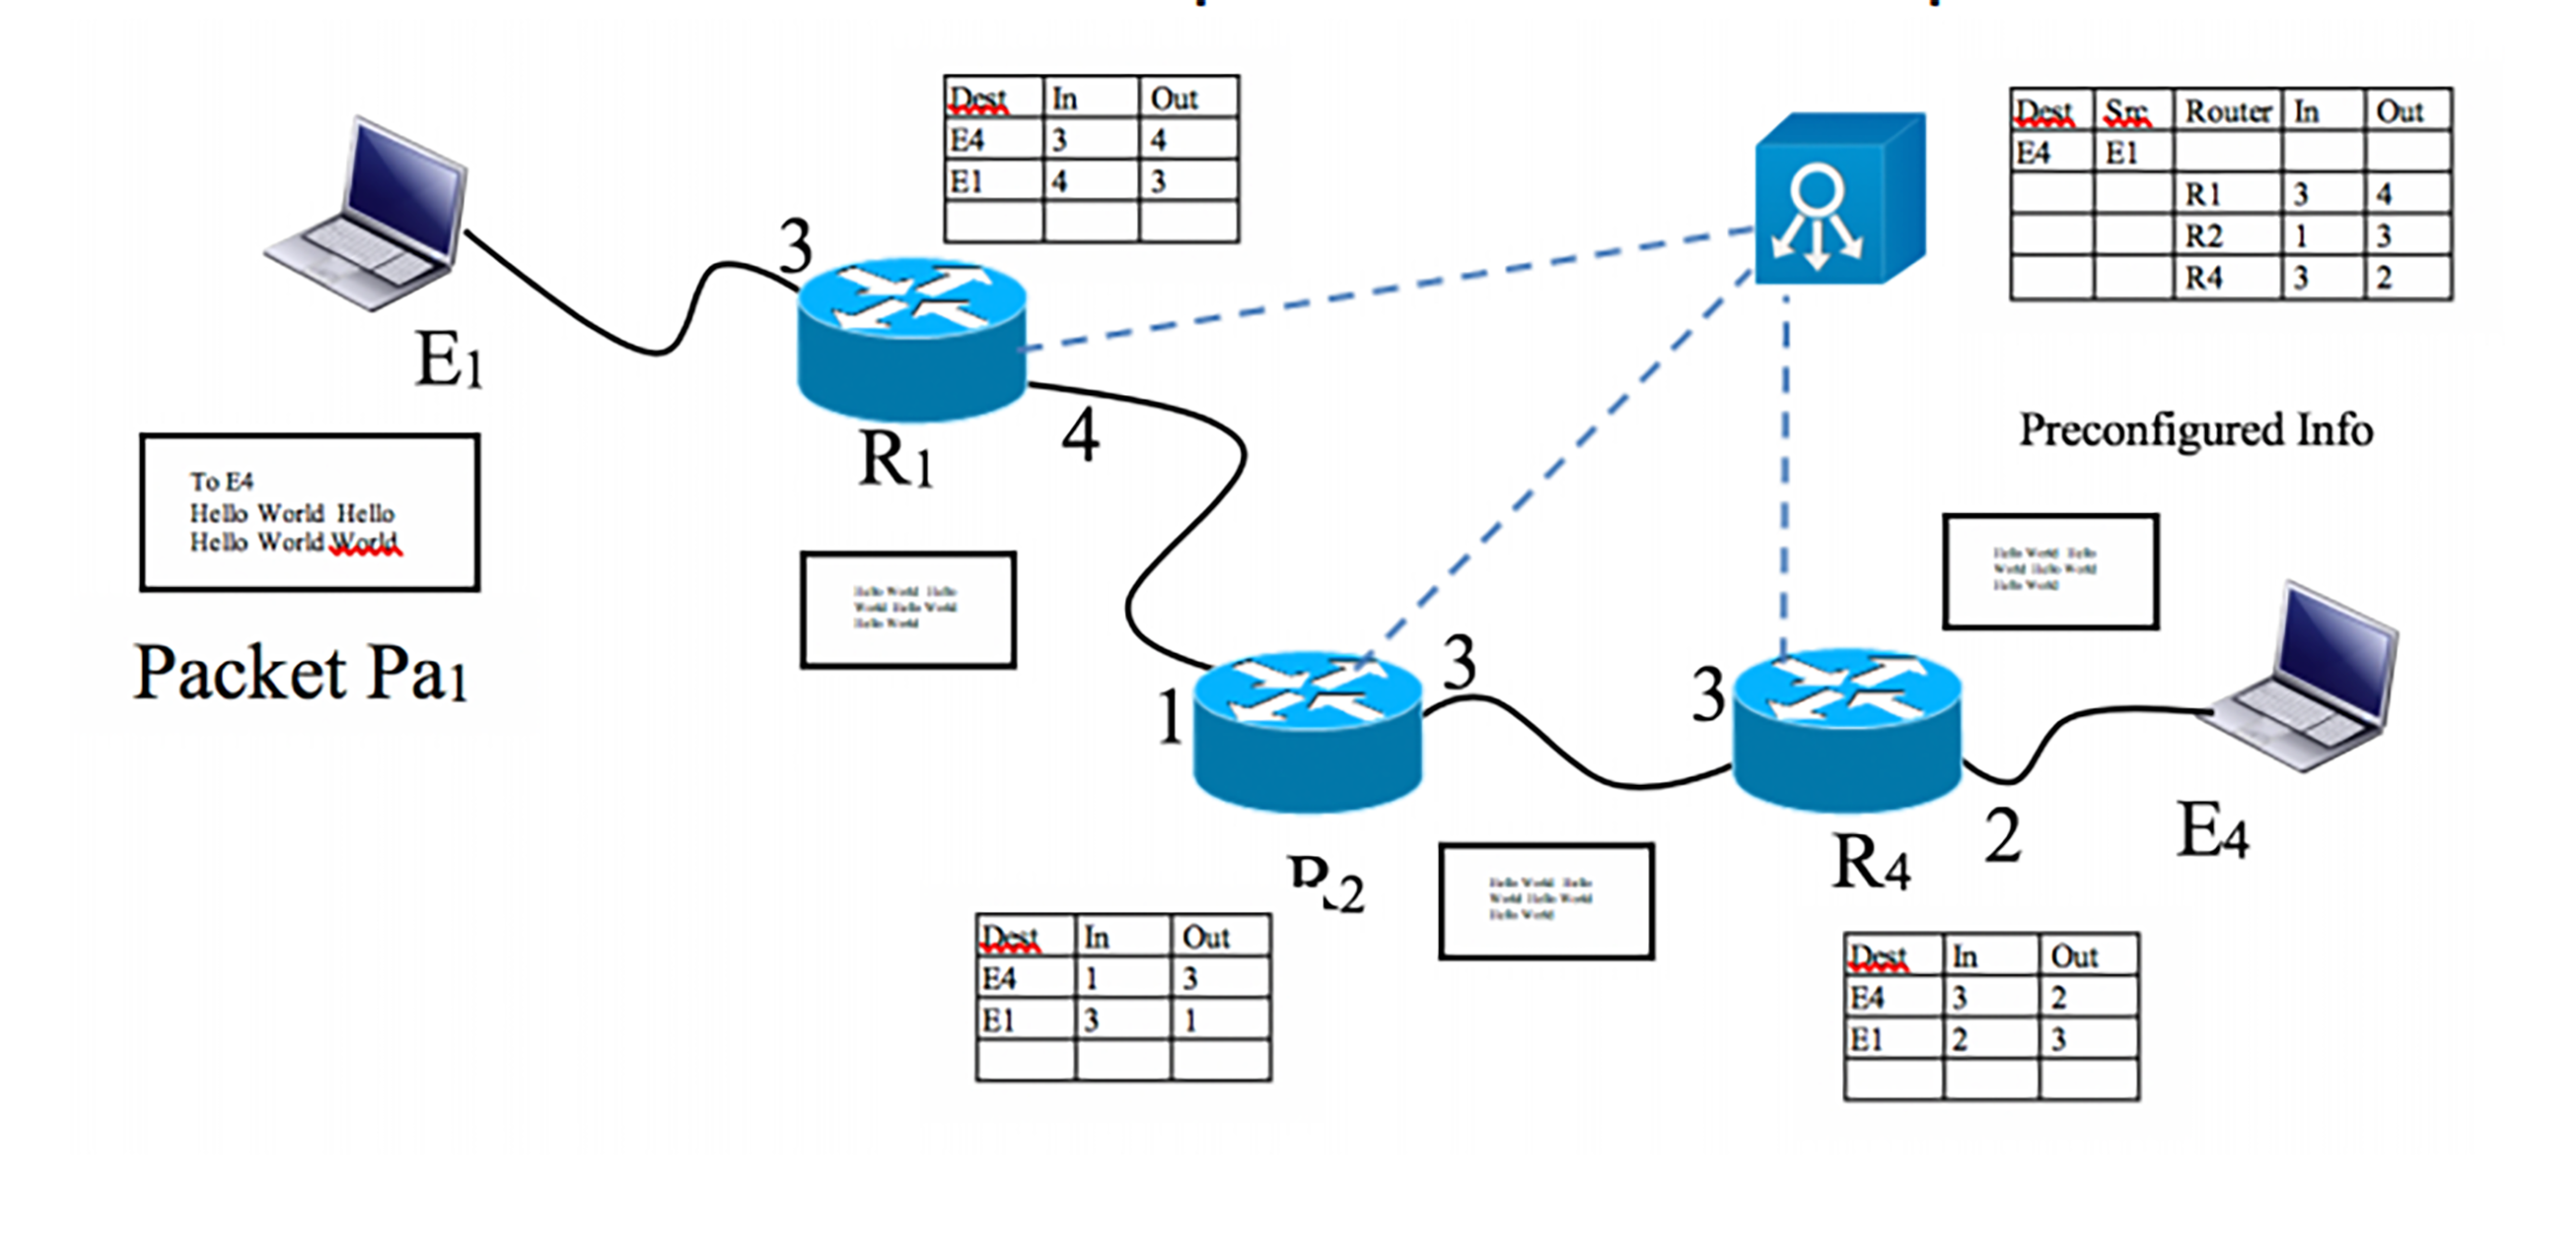 Dest In Out
E4 3 4
E1 4 3
Dest Src Router In Out
E4 E1
R1 3 4
R2 1 3
R4 3 2
Preconfigured Info
3
E1
4
R1
To E4
Hello World Hello
Hello World World
Packet Pa1
Hello World Hello
World Hello World
Hello World
Hello World Hello
World Hello World
Hello World
1
3
3
2
R4
E4
R2
Hello World Hello
World Hello World
Hello World
Dest In Out
E4 1 3
E1 3 1
Dest In Out
E4 3 2
E1 2 3